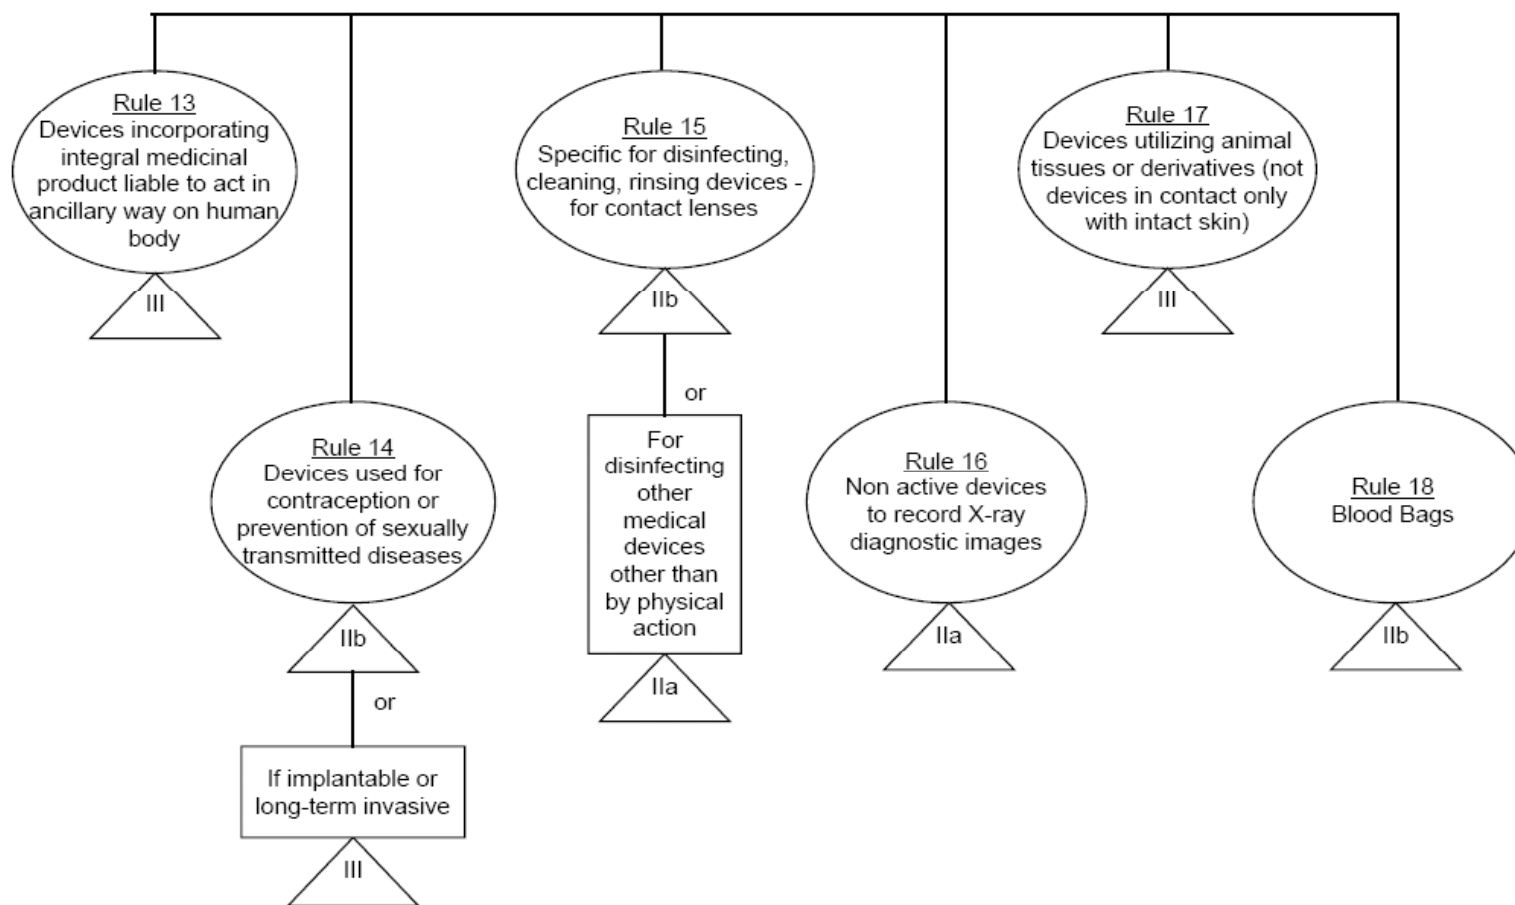 Rule 13
Devices incorporating
integral medicinal
product liable to act in
ancillary way on human
body
III
Rule 14
Devices used for
contraception or
prevention of sexually
transmitted diseases
IIb
or
If implantable or
long-term invasive
III
Rule 15
Specific for disinfecting,
cleaning, rinsing devices -
for contact lenses
IIb
or
For
disinfecting
other
medical
devices
other than
by physical
action
IIa
Rule 16
Non active devices
to record X-ray
diagnostic images
IIa
Rule 17
Devices utilizing animal
tissues or derivatives (not
devices in contact only
with intact skin)
III
Rule 18
Blood Bags
IIb